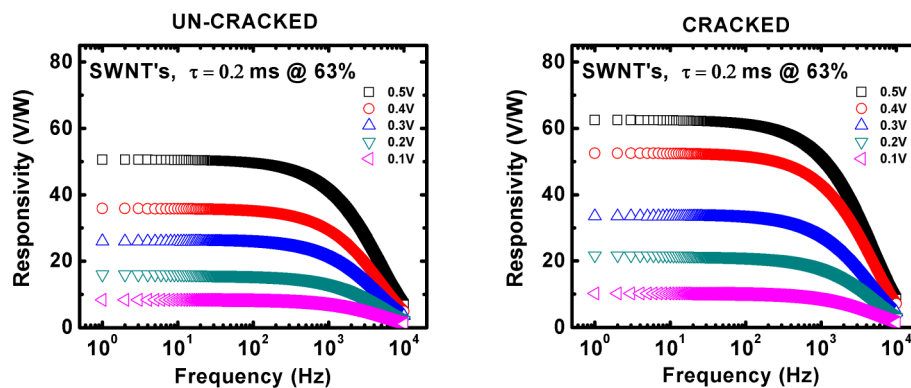 UN-CRACKED
SWNT's, τ = 0.2 ms @ 63%
0.5V
0.4V
0.3V
0.2V
0.1V
Responsivity (V/W)
80
60
40
20
0
10⁰ 10¹ 10² 10³ 10⁴
Frequency (Hz)
CRACKED
SWNT's, τ = 0.2 ms @ 63%
0.5V
0.4V
0.3V
0.2V
0.1V
Responsivity (V/W)
80
60
40
20
0
10⁰ 10¹ 10² 10³ 10⁴
Frequency (Hz)